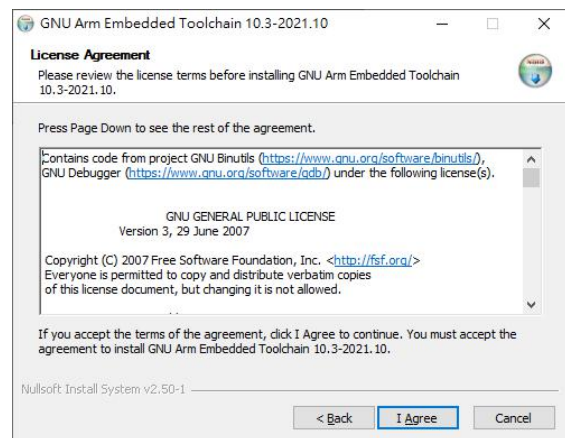 GNU Arm Embedded Toolchain 10.3-2021.10
License Agreement
Please review the license terms before installing GNU Arm Embedded Toolchain
10.3-2021.10.
Press Page Down to see the rest of the agreement.
Contains code from project GNU Binutils (https://www.gnu.org/software/binutils/),
GNU Debugger (https://www.gnu.org/software/gdb/) under the following license(s).
GNU GENERAL PUBLIC LICENSE
Version 3, 29 June 2007
Copyright (C) 2007 Free Software Foundation, Inc. <http://fsf.org/>
Everyone is permitted to copy and distribute verbatim copies
of this license document, but changing it is not allowed.
If you accept the terms of the agreement, click I Agree to continue. You must accept the
agreement to install GNU Arm Embedded Toolchain 10.3-2021.10.
Nullsoft Install System v2.50-1
< Back I Agree Cancel